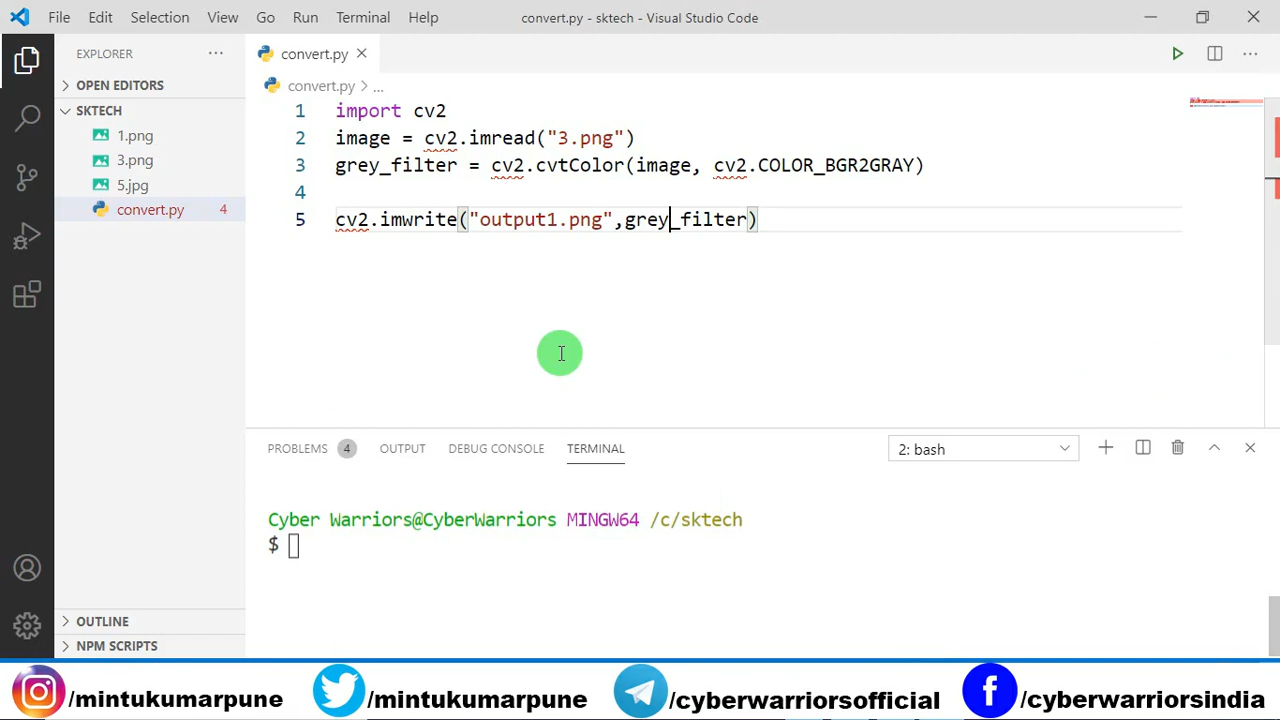 File Edit Selection View Go Run Terminal Help convert.py - sktech - Visual Studio Code
EXPLORER
OPEN EDITORS
SKTECH
1.png
3.png
5.jpg
convert.py 4
OUTLINE
NPM SCRIPTS
convert.py
convert.py > ...
1 import cv2
2 image = cv2.imread("3.png")
3 grey_filter = cv2.cvtColor(image, cv2.COLOR_BGR2GRAY)
4
5 cv2.imwrite("output1.png",grey_filter)
PROBLEMS 4 OUTPUT DEBUG CONSOLE TERMINAL 2: bash
Cyber Warriors@CyberWarriors MINGW64 /c/sktech
$
/mintukumarpune /mintukumarpune /cyberwarriorsofficial /cyberwarriorsindia